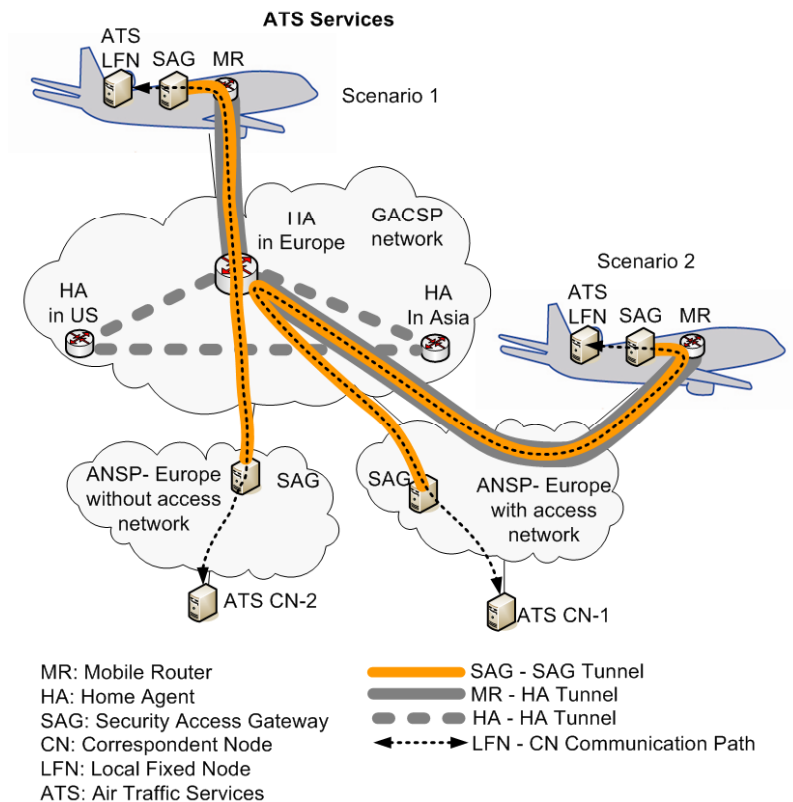 ATS Services
ATS
LFN
SAG
MR
Scenario 1
HA
in Europe
GACSP
network
Scenario 2
HA
in US
HA
In Asia
ATS
LFN
SAG
MR
ANSP- Europe
without access
network
SAG
SAG
ANSP- Europe
with access
network
ATS CN-2
ATS CN-1
MR: Mobile Router
HA: Home Agent
SAG: Security Access Gateway
CN: Correspondent Node
LFN: Local Fixed Node
ATS: Air Traffic Services
SAG - SAG Tunnel
MR - HA Tunnel
HA - HA Tunnel
LFN - CN Communication Path